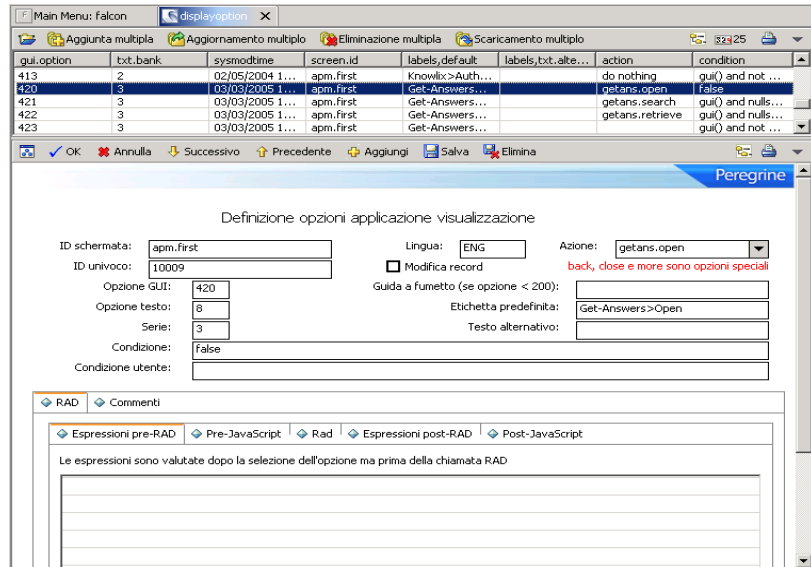 Main Menu: falcon displayoption
Aggiunta multipla Aggiornamento multiplo Eliminazione multipla Scaricamento multiplo 323 25
gui.option txt.bank sysmodtime screen.id labels,default labels,txt.alte... action condition
413 2 02/05/2004 1... apm.first Knowlix>Auth... do nothing gui() and not ...
420 3 03/03/2005 1... apm.first Get-Answers... getans.open false
421 3 03/03/2005 1... apm.first Get-Answers... getans.search gui() and nulls...
422 3 03/03/2005 1... apm.first Get-Answers... getans.retrieve gui() and nulls...
423 3 03/03/2005 1... apm.first Get-Answers... gui() and not ...
OK Annulla Successivo Precedente Aggiungi Salva Elimina
Peregrine
Definizione opzioni applicazione visualizzazione
ID schermata: apm.first Lingua: ENG Azione: getans.open
ID univoco: 10009 Modifica record back, close e more sono opzioni speciali
Opzione GUI: 420 Guida a fumetto (se opzione < 200):
Opzione testo: 8 Etichetta predefinita: Get-Answers>Open
Serie: 3 Testo alternativo:
Condizione: false
Condizione utente:
RAD Commenti
Espressioni pre-RAD Pre-JavaScript Rad Espressioni post-RAD Post-JavaScript
Le espressioni sono valutate dopo la selezione dell'opzione ma prima della chiamata RAD